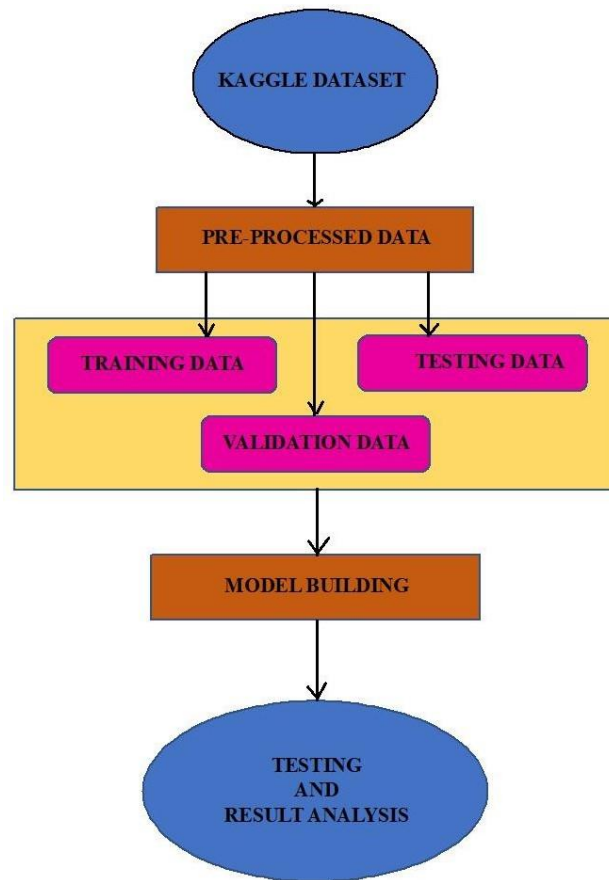 KAGGLE DATASET
PRE-PROCESSED DATA
TRAINING DATA
TESTING DATA
VALIDATION DATA
MODEL BUILDING
TESTING
AND
RESULT ANALYSIS